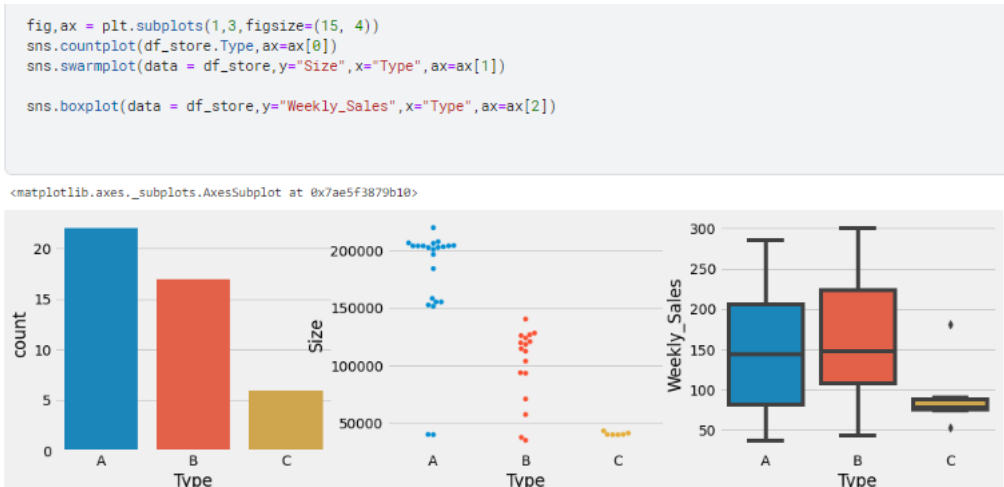 fig,ax = plt.subplots(1,3,figsize=(15, 4))
sns.countplot(df_store.Type,ax=ax[0])
sns.swarmplot(data = df_store,y="Size",x="Type",ax=ax[1])
sns.boxplot(data = df_store,y="Weekly_Sales",x="Type",ax=ax[2])
<matplotlib.axes._subplots.AxesSubplot at 0x7ae5f3879b10>
count
20
15
10
5
0
A B C
Type
Size
200000
150000
100000
50000
A B C
Type
Weekly_Sales
300
250
200
150
100
50
A B C
Type